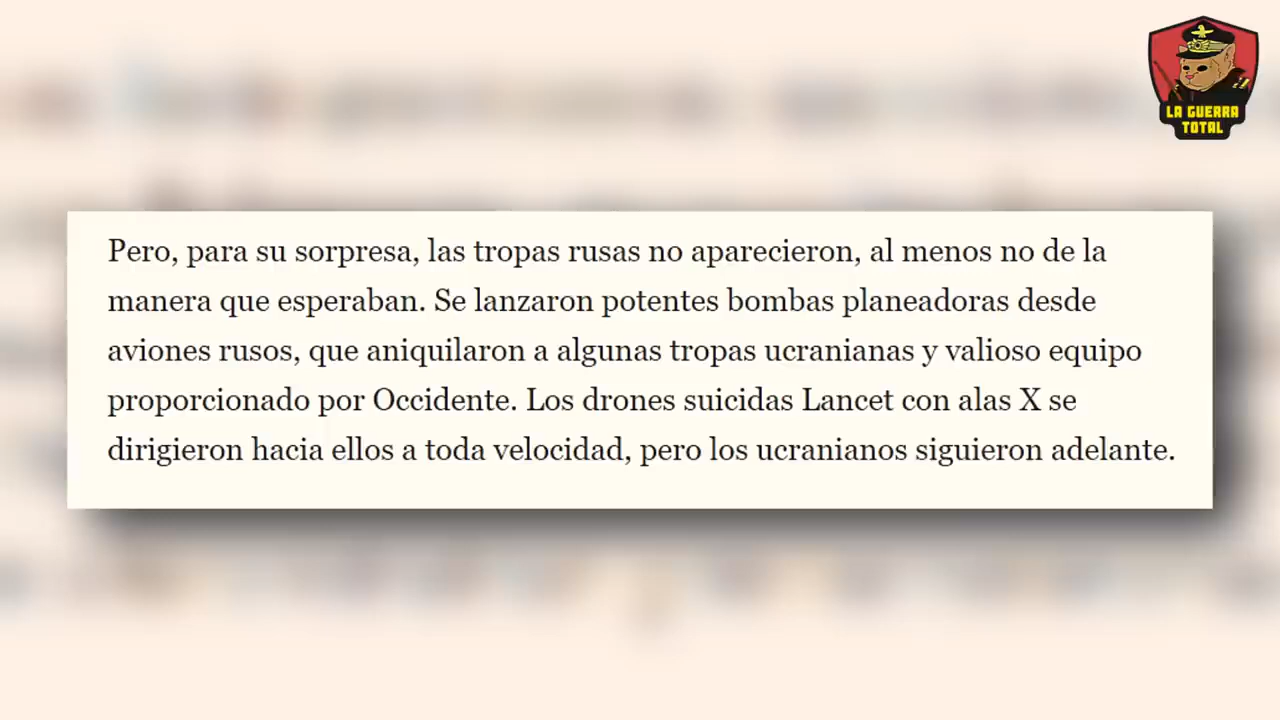 LA GUERRA
TOTAL
Pero, para su sorpresa, las tropas rusas no aparecieron, al menos no de la
manera que esperaban. Se lanzaron potentes bombas planeadoras desde
aviones rusos, que aniquilaron a algunas tropas ucranianas y valioso equipo
proporcionado por Occidente. Los drones suicidas Lancet con alas X se
dirigieron hacia ellos a toda velocidad, pero los ucranianos siguieron adelante.